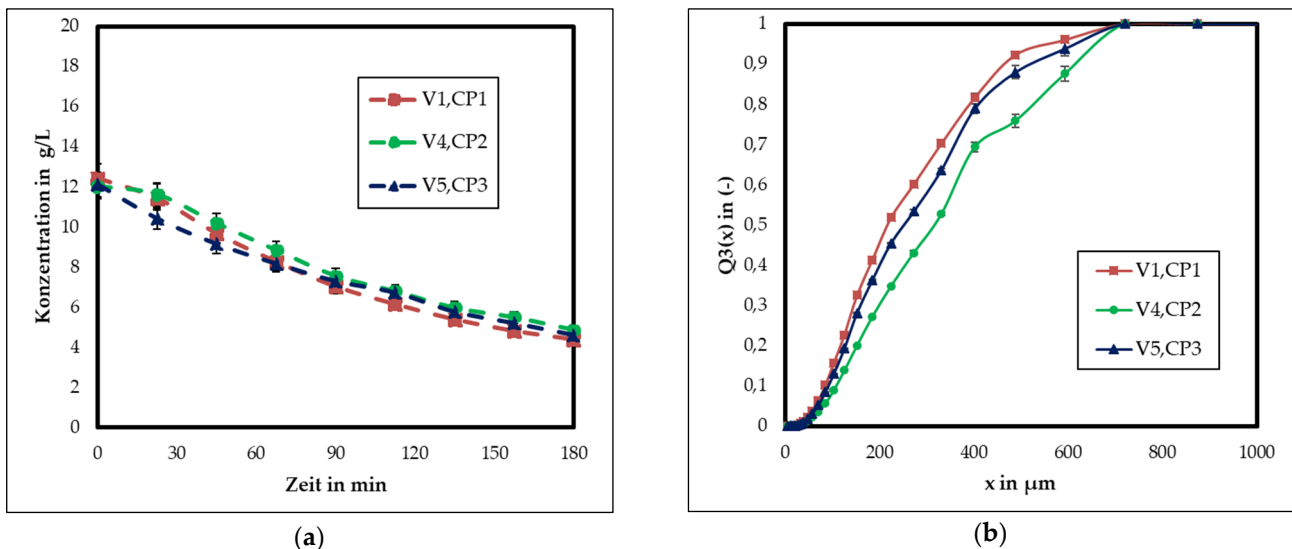 20
18
16
14
12
10
8
6
4
2
0
Konzentration in g/L
V1,CP1
V4,CP2
V5,CP3
0 30 60 90 120 150 180
Zeit in min
(a)
1
0,9
0,8
0,7
0,6
0,5
0,4
0,3
0,2
0,1
0
Q3(x) in (-)
V1,CP1
V4,CP2
V5,CP3
0 200 400 600 800 1000
x in µm
(b)